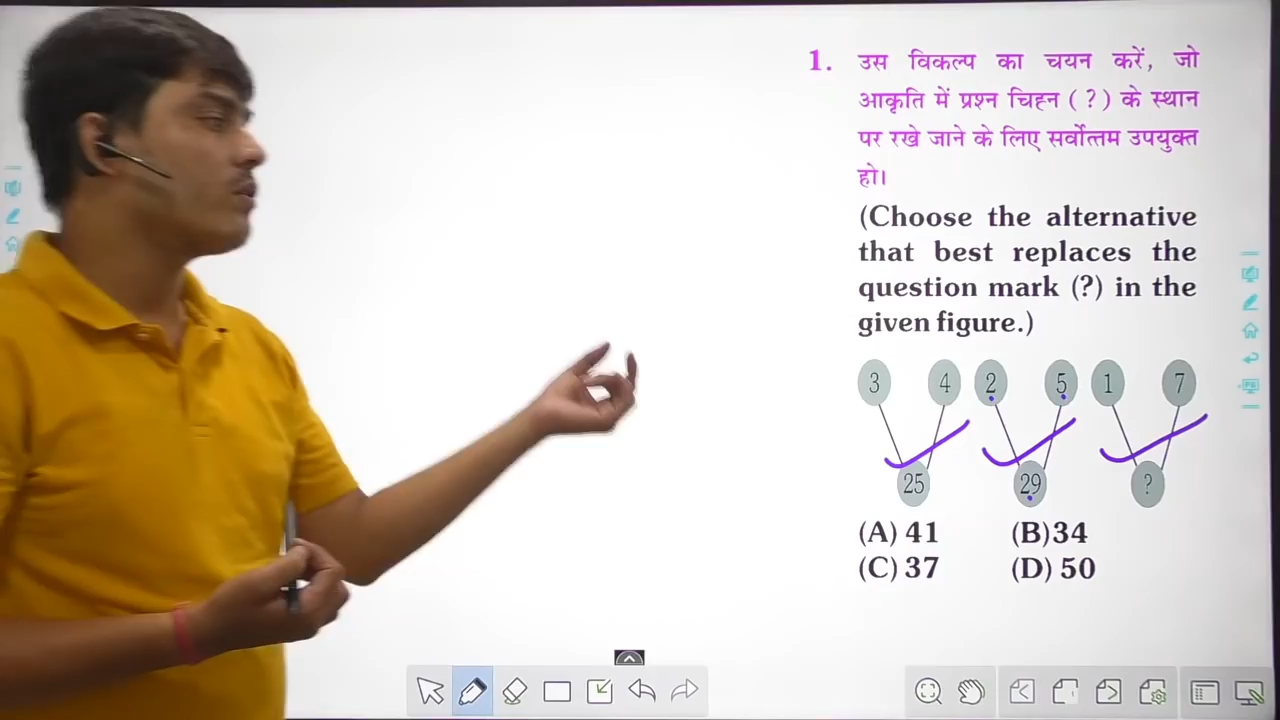 1. उस विकल्प का चयन करें, जो
आकृति में प्रश्न चिह्न ( ? ) के स्थान
पर रखे जाने के लिए सर्वोत्तम उपयुक्त
हो।
(Choose the alternative
that best replaces the
question mark (?) in the
given figure.)
3 4 2 5 1 7
25 29 ?
(A) 41 (B)34
(C) 37 (D) 50